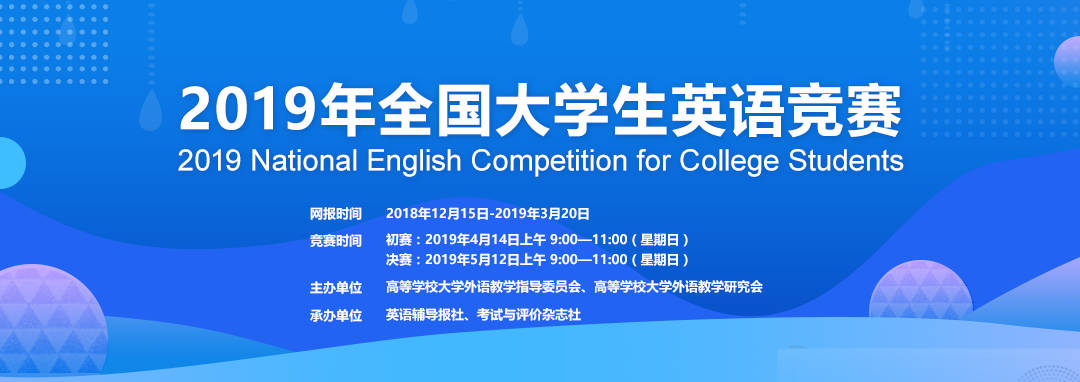 2019年全国大学生英语竞赛
2019 National English Competition for College Students
网报时间 2018年12月15日-2019年3月20日
竞赛时间 初赛：2019年4月14日上午 9:00—11:00（星期日）
决赛：2019年5月12日上午 9:00—11:00（星期日）
主办单位 高等学校大学外语教学指导委员会、高等学校大学外语教学研究会
承办单位 英语辅导报社、考试与评价杂志社